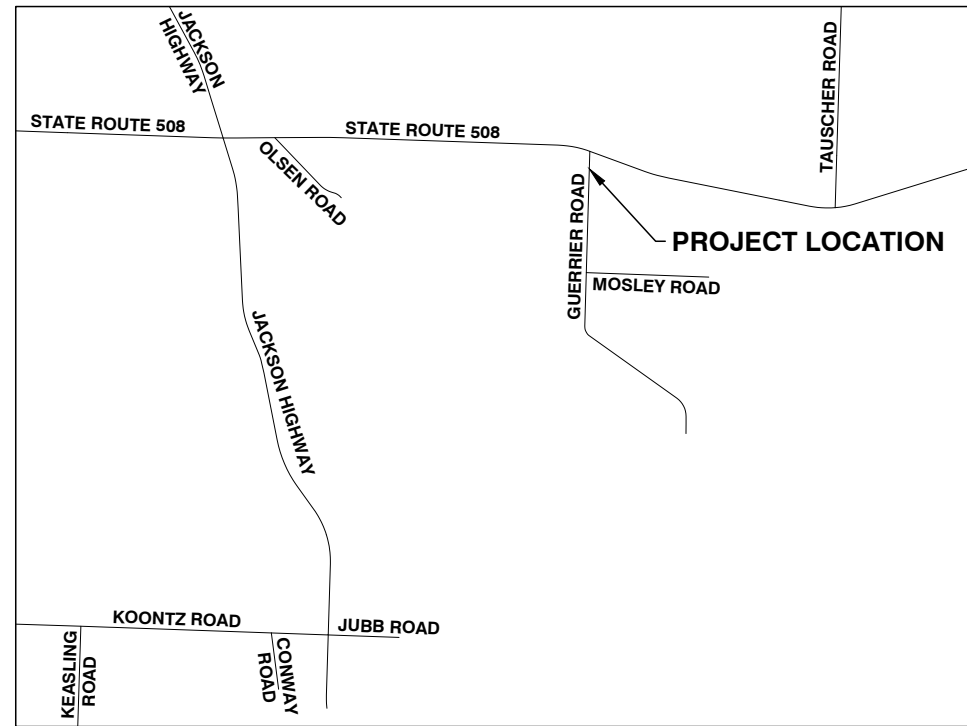 JACKSON
HIGHWAY
STATE ROUTE 508
STATE ROUTE 508
TAUSCHER ROAD
OLSEN ROAD
GUERRIER ROAD
PROJECT LOCATION
MOSLEY ROAD
JACKSON HIGHWAY
KOONTZ ROAD
JUBB ROAD
KEASLING
ROAD
CONWAY
ROAD